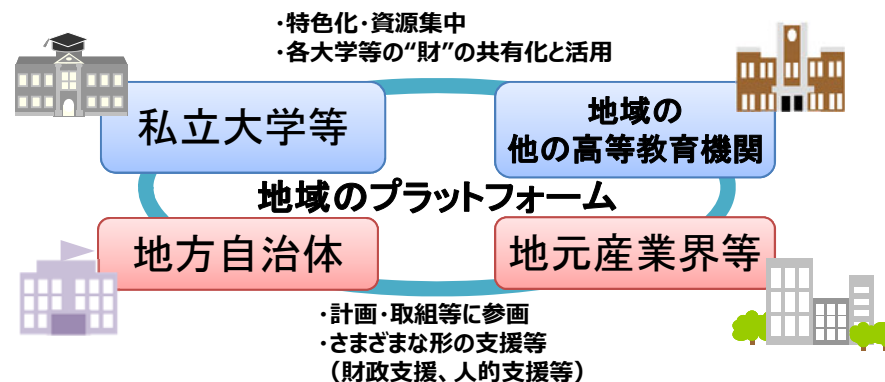 ・特色化・資源集中
・各大学等の“財”の共有化と活用
私立大学等
地域の
他の高等教育機関
地域のプラットフォーム
地方自治体
地元産業界等
・計画・取組等に参画
・さまざまな形の支援等
（財政支援、人的支援等）